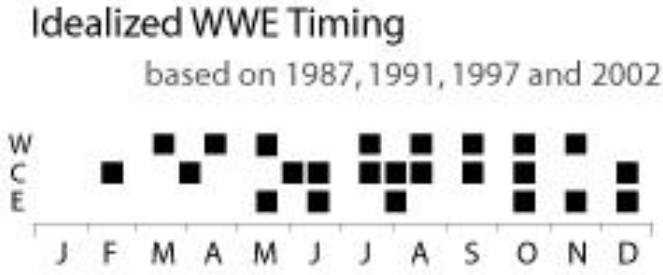 Idealized WWE Timing
based on 1987, 1991, 1997 and 2002
W
C
E
J F M A M J J A S O N D